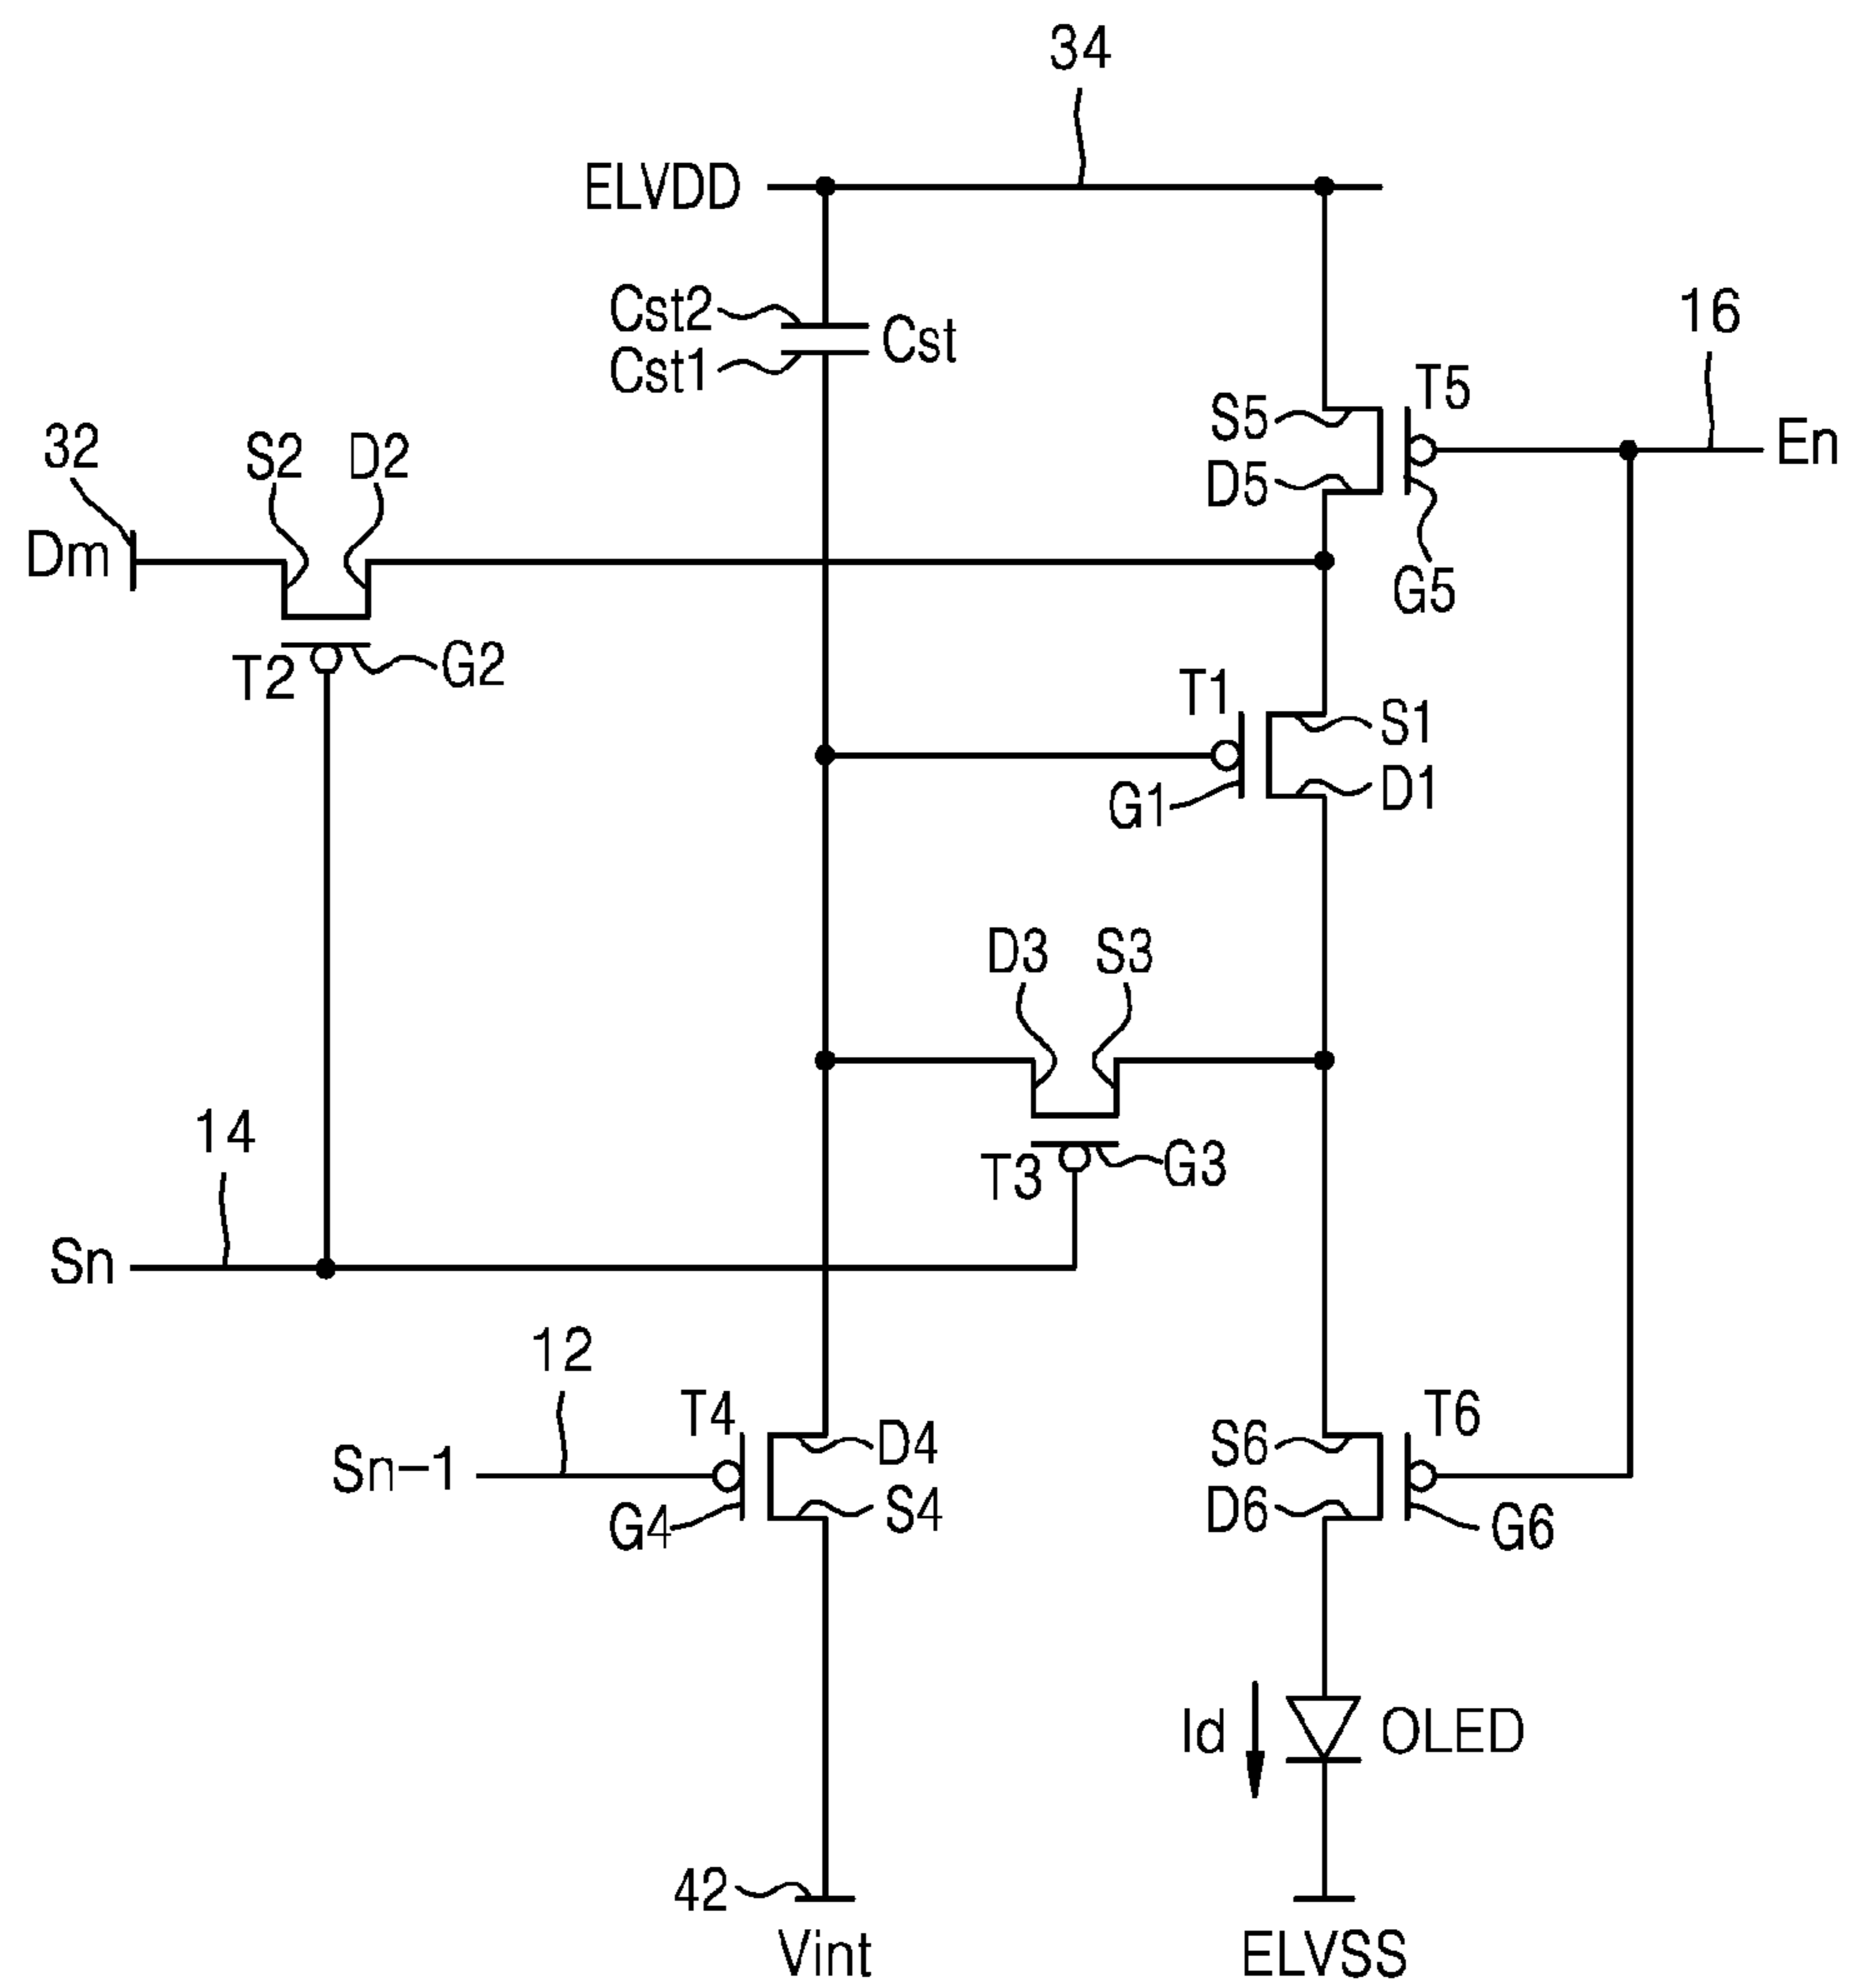 34
ELVDD
Cst2
Cst
Cst1
16
T5
S5
En
D5
G5
32
S2
D2
Dm
T2
G2
T1
S1
D1
G1
D3
S3
14
T3
G3
Sn
12
T4
D4
Sn-1
S4
G4
T6
S6
D6
G6
Id
OLED
42
Vint
ELVSS